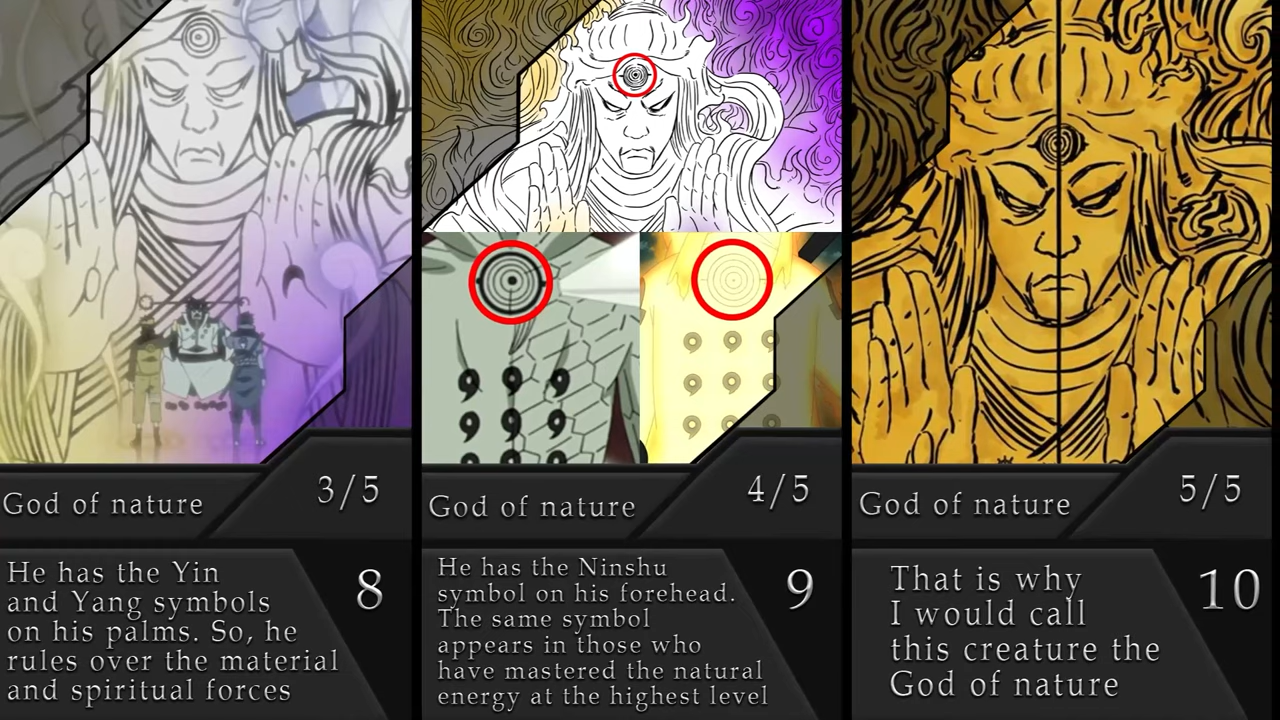 God of nature
3/5
He has the Yin
and Yang symbols
on his palms. So, he
rules over the material
and spiritual forces
8
God of nature
4/5
He has the Ninshu
symbol on his forehead.
The same symbol
appears in those who
have mastered the natural
energy at the highest level
9
God of nature
5/5
That is why
I would call
this creature the
God of nature
10